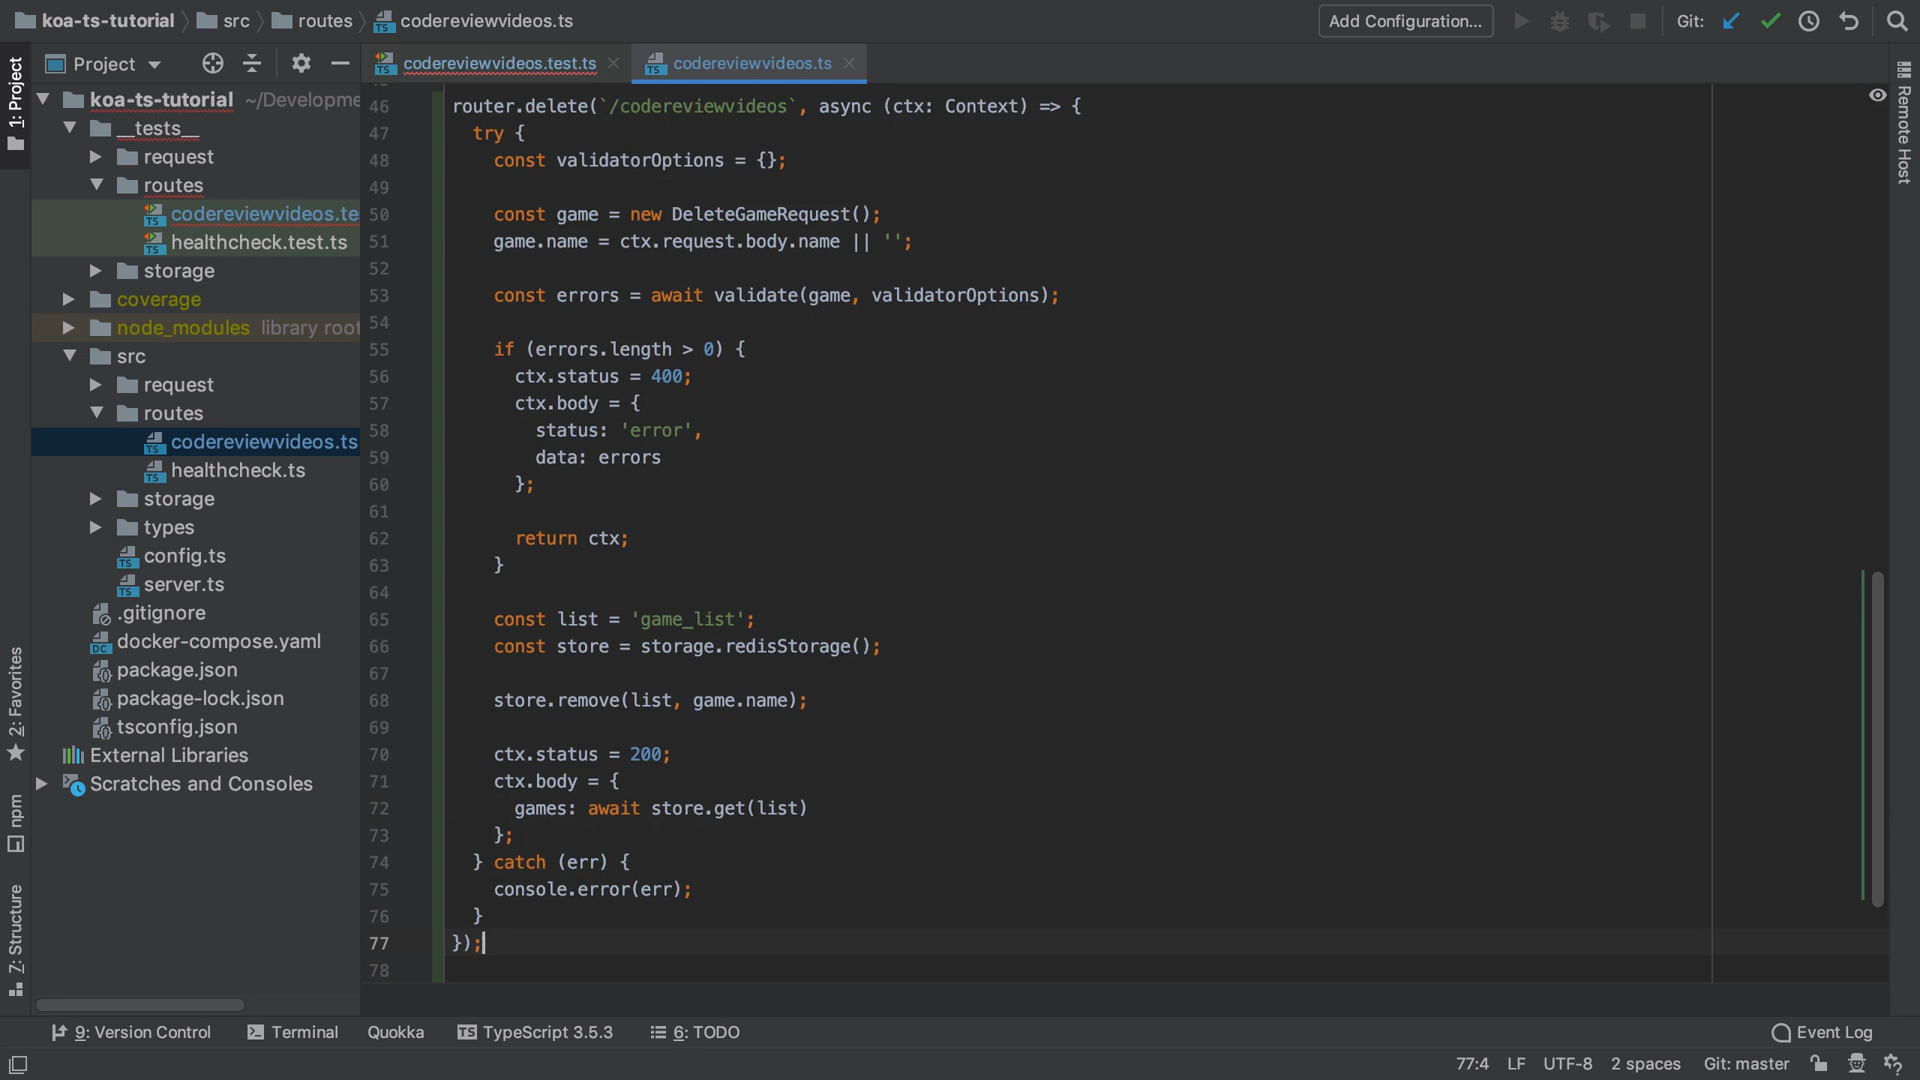 koa-ts-tutorial src routes codereviewvideos.ts Add Configuration... Git:
1: Project
Project
codereviewvideos.test.ts codereviewvideos.ts
koa-ts-tutorial ~/Developme
__tests__
request
routes
codereviewvideos.te
healthcheck.test.ts
storage
coverage
node_modules library root
src
request
routes
codereviewvideos.ts
healthcheck.ts
storage
types
config.ts
server.ts
.gitignore
docker-compose.yaml
package.json
package-lock.json
tsconfig.json
External Libraries
Scratches and Consoles
2: Favorites
npm
7: Structure
46 router.delete(`/codereviewvideos`, async (ctx: Context) => {
47 try {
48 const validatorOptions = {};
49
50 const game = new DeleteGameRequest();
51 game.name = ctx.request.body.name || '';
52
53 const errors = await validate(game, validatorOptions);
54
55 if (errors.length > 0) {
56 ctx.status = 400;
57 ctx.body = {
58 status: 'error',
59 data: errors
60 };
61
62 return ctx;
63 }
64
65 const list = 'game_list';
66 const store = storage.redisStorage();
67
68 store.remove(list, game.name);
69
70 ctx.status = 200;
71 ctx.body = {
72 games: await store.get(list)
73 };
74 } catch (err) {
75 console.error(err);
76 }
77 });
78
Remote Host
9: Version Control Terminal Quokka TypeScript 3.5.3 6: TODO Event Log
77:4 LF UTF-8 2 spaces Git: master